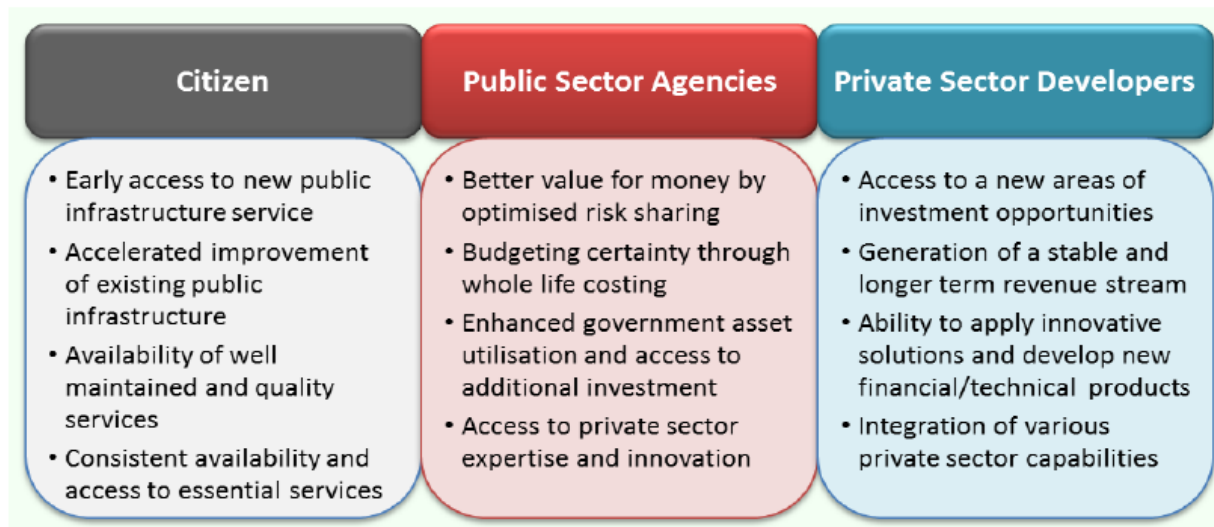 Citizen
• Early access to new public
infrastructure service
• Accelerated improvement
of existing public
infrastructure
• Availability of well
maintained and quality
services
• Consistent availability and
access to essential services
Public Sector Agencies
• Better value for money by
optimised risk sharing
• Budgeting certainty through
whole life costing
• Enhanced government asset
utilisation and access to
additional investment
• Access to private sector
expertise and innovation
Private Sector Developers
• Access to a new areas of
investment opportunities
• Generation of a stable and
longer term revenue stream
• Ability to apply innovative
solutions and develop new
financial/technical products
• Integration of various
private sector capabilities